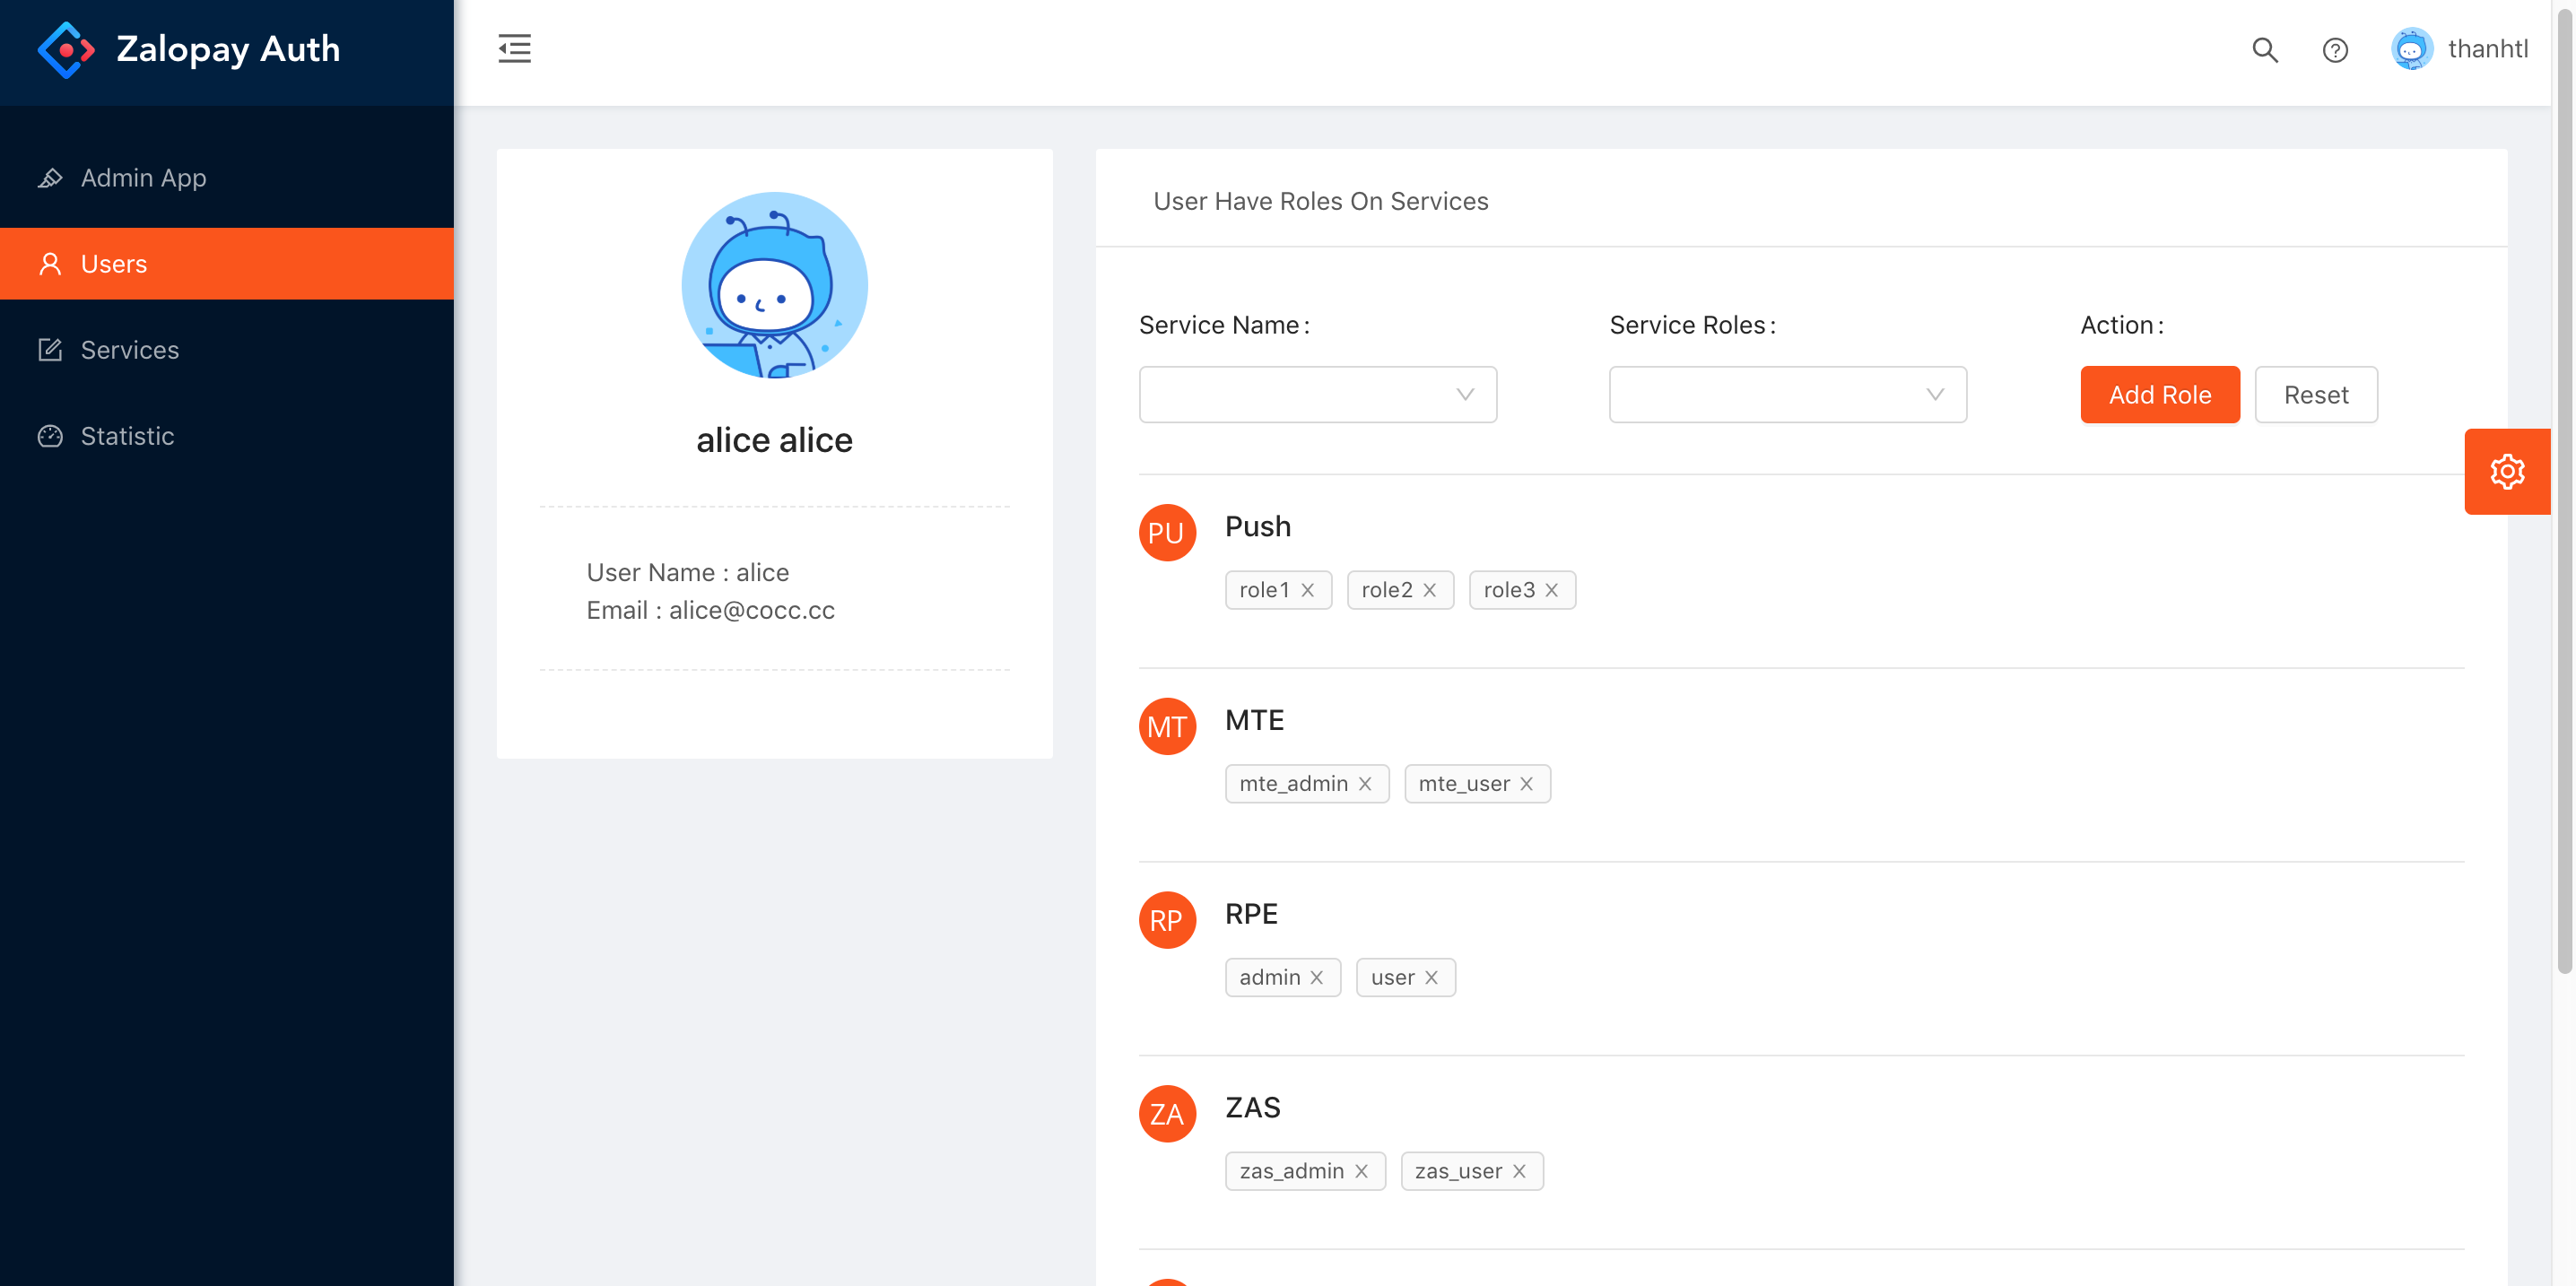 Zalopay Auth
thanhtl
Admin App
Users
Services
Statistic
alice alice
User Name : alice
Email : alice@cocc.cc
User Have Roles On Services
Service Name :
Service Roles :
Action :
Add Role
Reset
PU
Push
role1
role2
role3
MT
MTE
mte_admin
mte_user
RP
RPE
admin
user
ZA
ZAS
zas_admin
zas_user